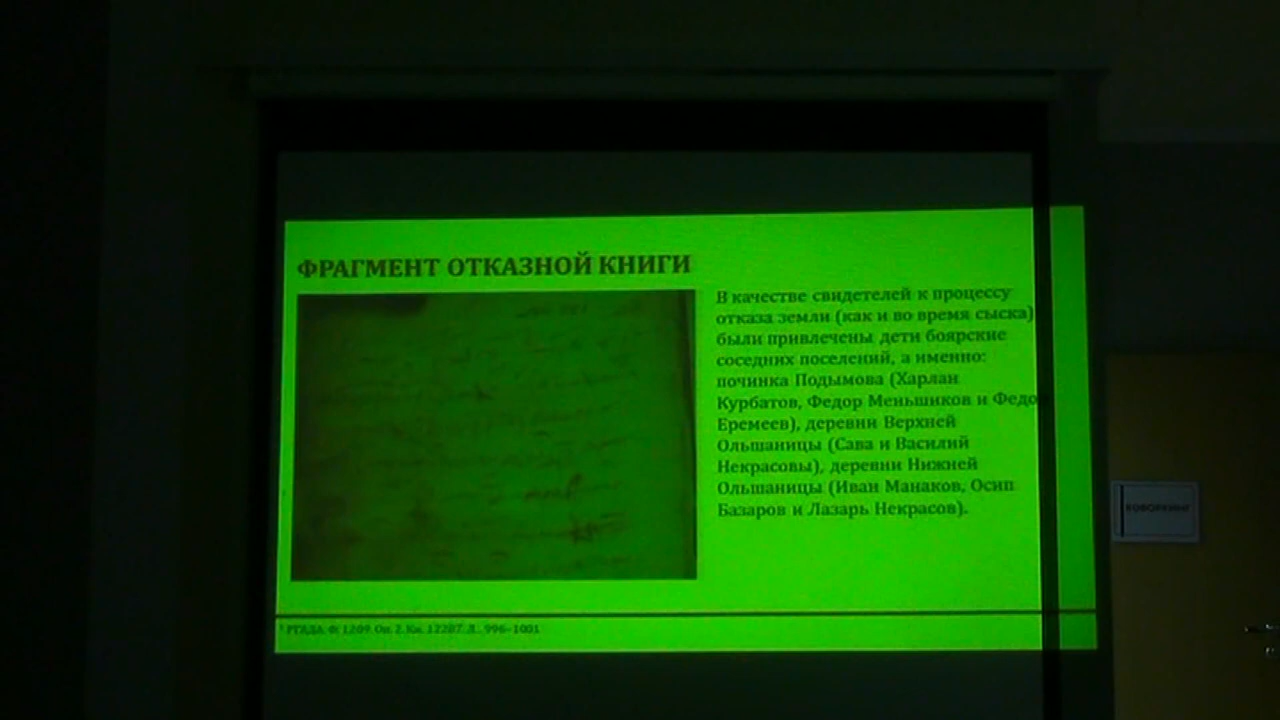 ФРАГМЕНТ ОТКАЗНОЙ КНИГИ
В качестве свидетелей к процессу
отказа земли (как и во время сыска)
были привлечены дети боярские
соседних поселений, а именно:
починка Подымова (Харлан
Курбатов, Федор Меньшиков и Федо
Еремеев), деревни Верхней
Ольшаницы (Сава и Василий
Некрасовы), деревни Нижней
Ольшаницы (Иван Манаков, Осип
Базаров и Лазарь Некрасов).
¹ РГАДА. Ф. 1209. Оп. 2. Кн. 12287. Л. 996–1001
КОВОРКИНГ